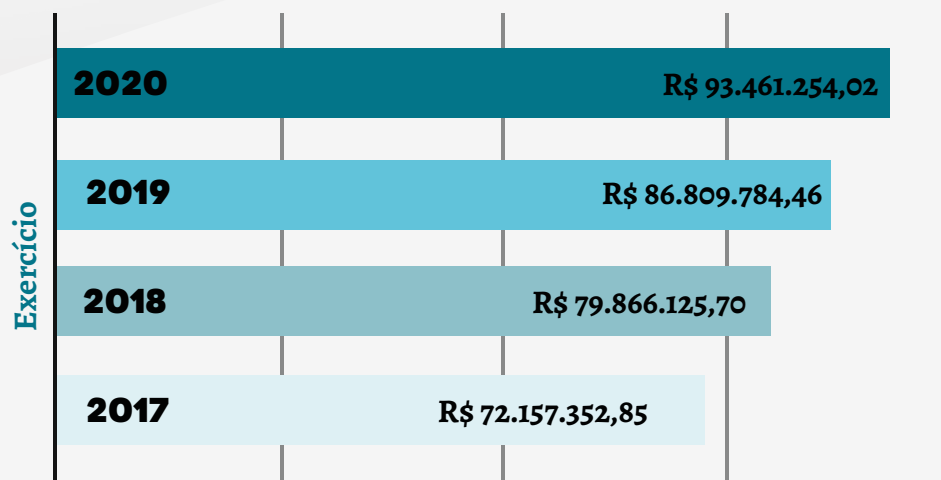 2020 R$ 93.461.254,02
2019 R$ 86.809.784,46
Exercício
2018 R$ 79.866.125,70
2017 R$ 72.157.352,85